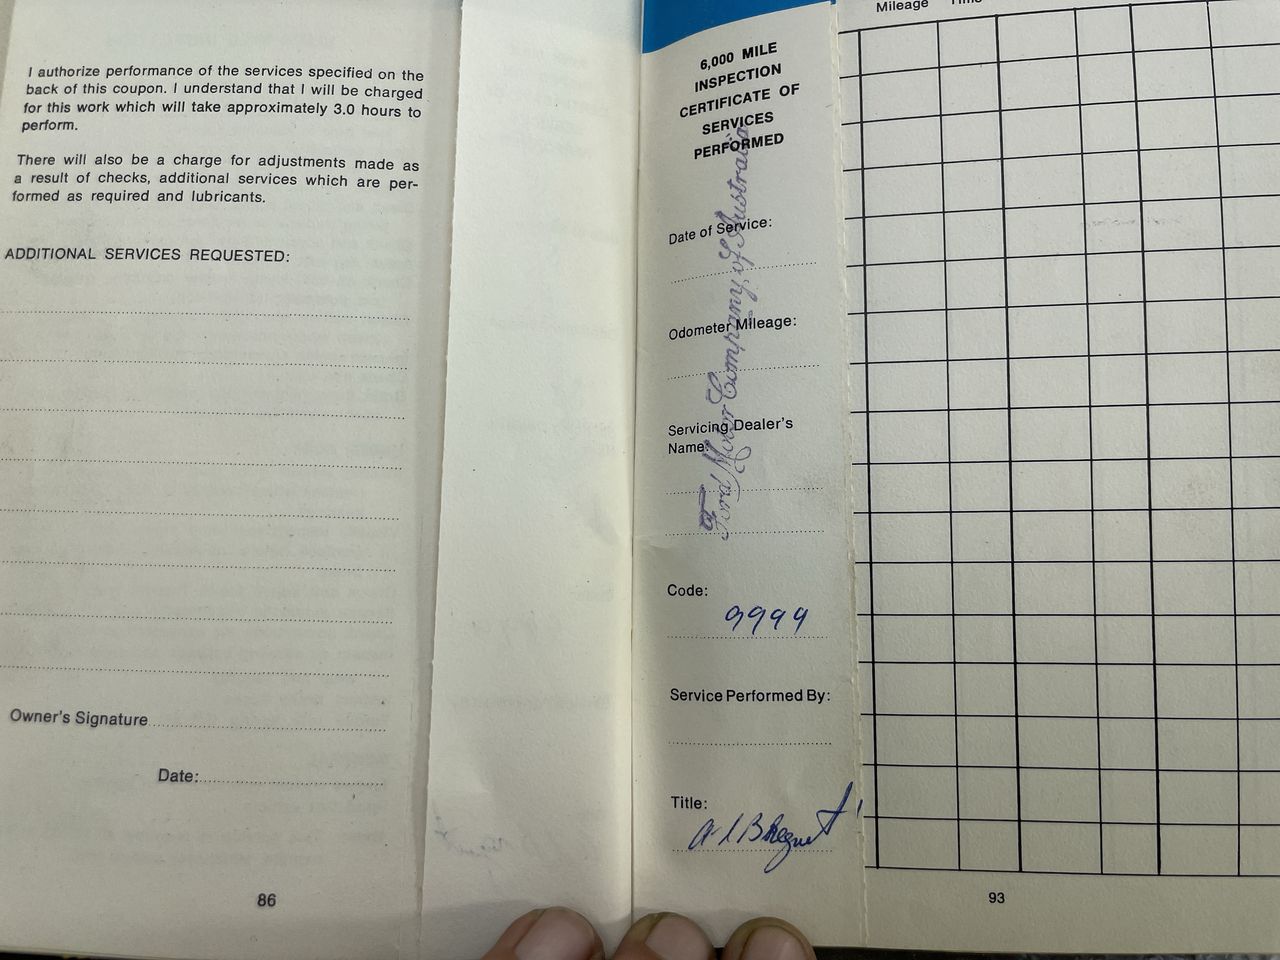 I authorize performance of the services specified on the
back of this coupon. I understand that I will be charged
for this work which will take approximately 3.0 hours to
perform.
There will also be a charge for adjustments made as
a result of checks, additional services which are per-
formed as required and lubricants.
ADDITIONAL SERVICES REQUESTED:
Owner's Signature
Date:
86
6,000 MILE
INSPECTION
CERTIFICATE OF
SERVICES
PERFORMED
Date of Service:
Odometer Mileage:
Servicing Dealer's
Name:
Ford Motor Company of Australia
Code:
9999
Service Performed By:
Title:
Mileage Time
93